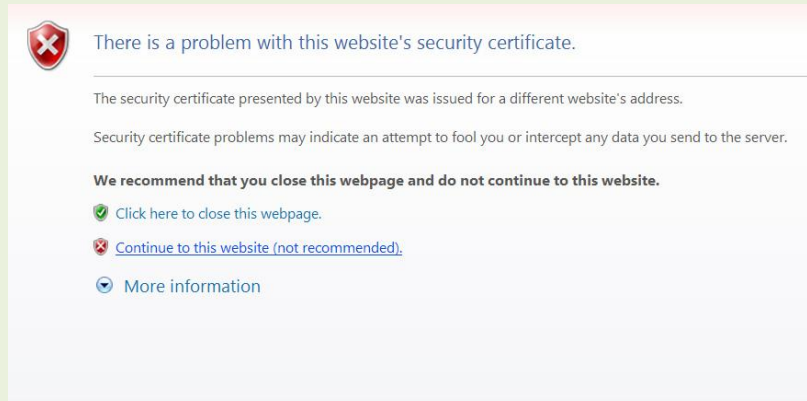 There is a problem with this website's security certificate.
The security certificate presented by this website was issued for a different website's address.
Security certificate problems may indicate an attempt to fool you or intercept any data you send to the server.
We recommend that you close this webpage and do not continue to this website.
Click here to close this webpage.
Continue to this website (not recommended).
More information